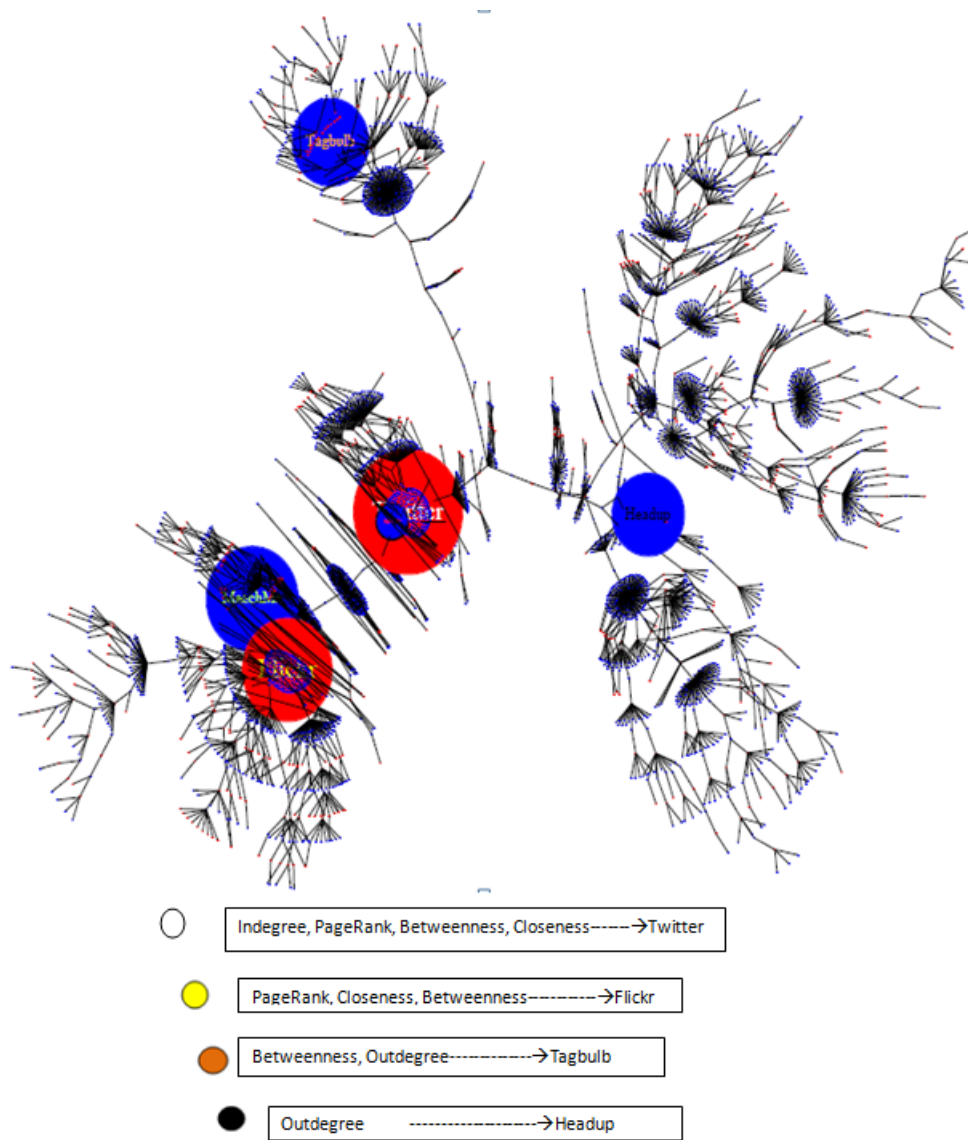 Tagbulb
Headup
Indegree, PageRank, Betweenness, Closeness------→Twitter
PageRank, Closeness, Betweenness-----------→Flickr
Betweenness, Outdegree--------------→Tagbulb
Outdegree -------------------→Headup